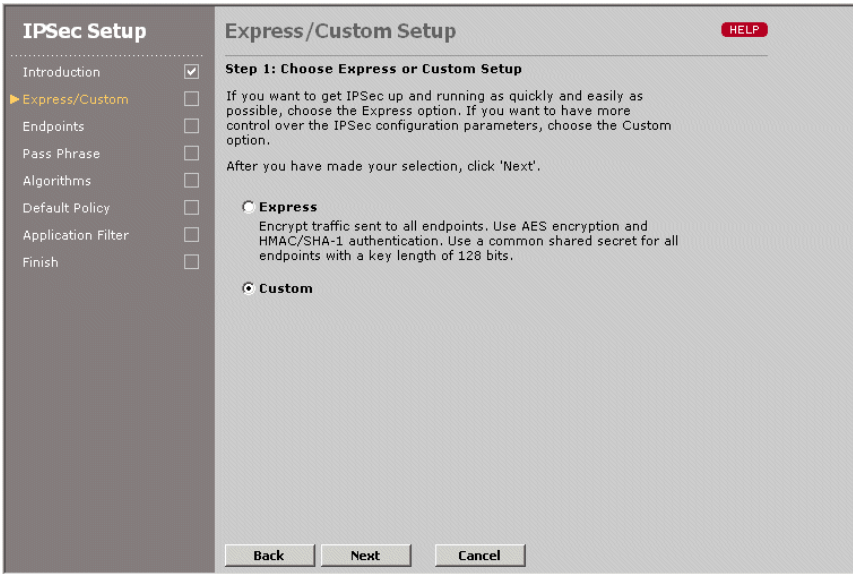 IPSec Setup
Introduction
Express/Custom
Endpoints
Pass Phrase
Algorithms
Default Policy
Application Filter
Finish
Express/Custom Setup
HELP
Step 1: Choose Express or Custom Setup
If you want to get IPSec up and running as quickly and easily as
possible, choose the Express option. If you want to have more
control over the IPSec configuration parameters, choose the Custom
option.
After you have made your selection, click 'Next'.
Express
Encrypt traffic sent to all endpoints. Use AES encryption and
HMAC/SHA-1 authentication. Use a common shared secret for all
endpoints with a key length of 128 bits.
Custom
Back
Next
Cancel